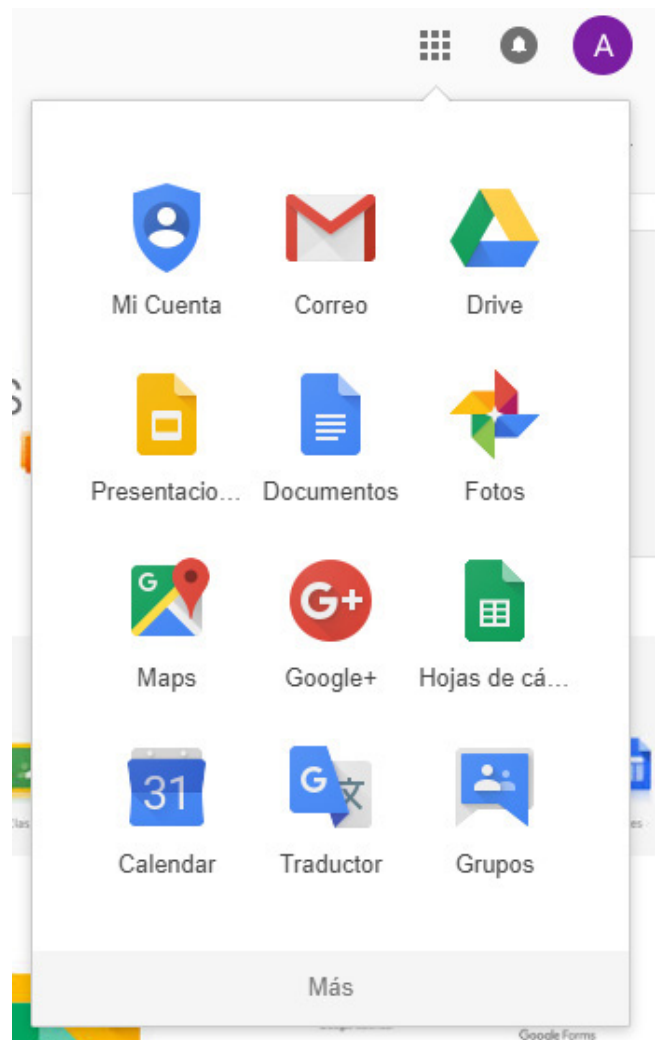 A
Mi Cuenta Correo Drive
Presentacio... Documentos Fotos
G G+
Maps Google+ Hojas de cá...
31 G 文
Calendar Traductor Grupos
Más
Google Forms